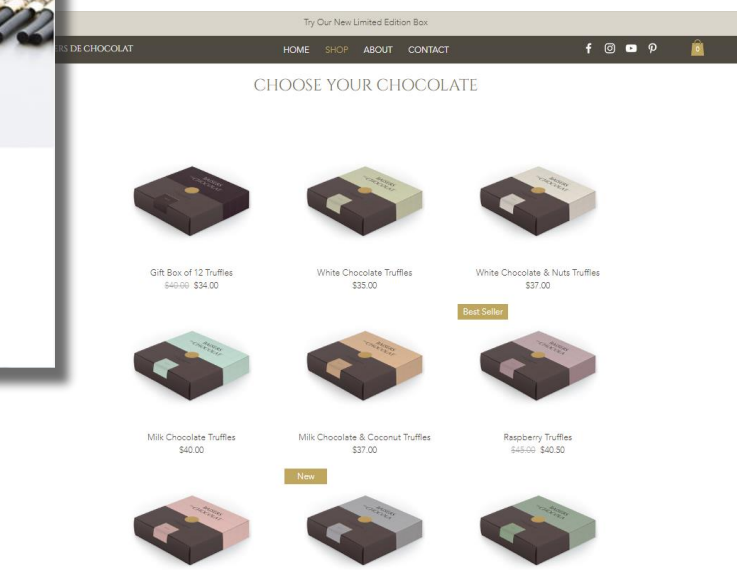 Try Our New Limited Edition Box
DE CHOCOLAT
HOME SHOP ABOUT CONTACT
0
CHOOSE YOUR CHOCOLATE
Gift Box of 12 Truffles
$40.00 $34.00
White Chocolate Truffles
$35.00
White Chocolate & Nuts Truffles
$37.00
Best Seller
Milk Chocolate Truffles
$40.00
Milk Chocolate & Coconut Truffles
$37.00
Raspberry Truffles
$45.00 $40.50
New